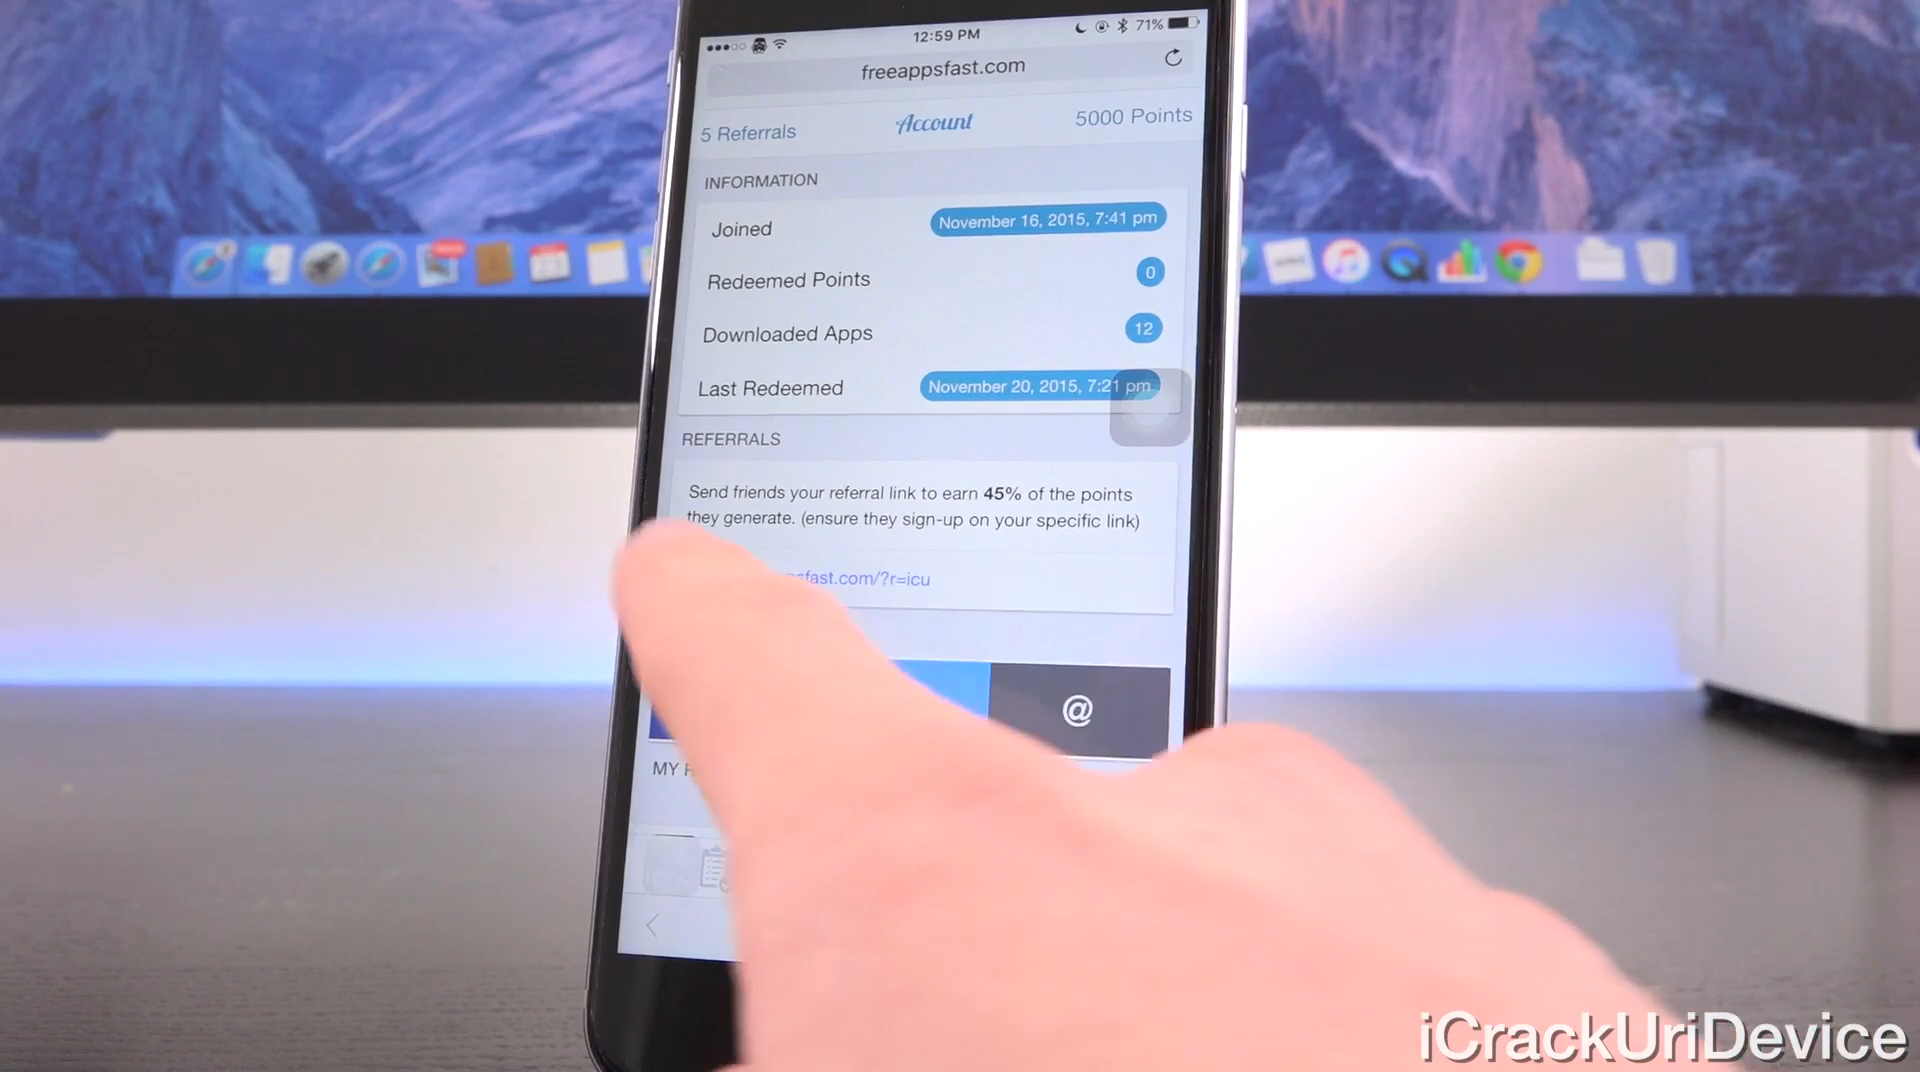 12:59 PM
71%
freeappsfast.com
5 Referrals
Account
5000 Points
INFORMATION
Joined
November 16, 2015, 7:41 pm
Redeemed Points
0
Downloaded Apps
12
Last Redeemed
November 20, 2015, 7:21 pm
REFERRALS
Send friends your referral link to earn 45% of the points
they generate. (ensure they sign-up on your specific link)
fast.com/?r=icu
@
MY
iCrackUriDevice